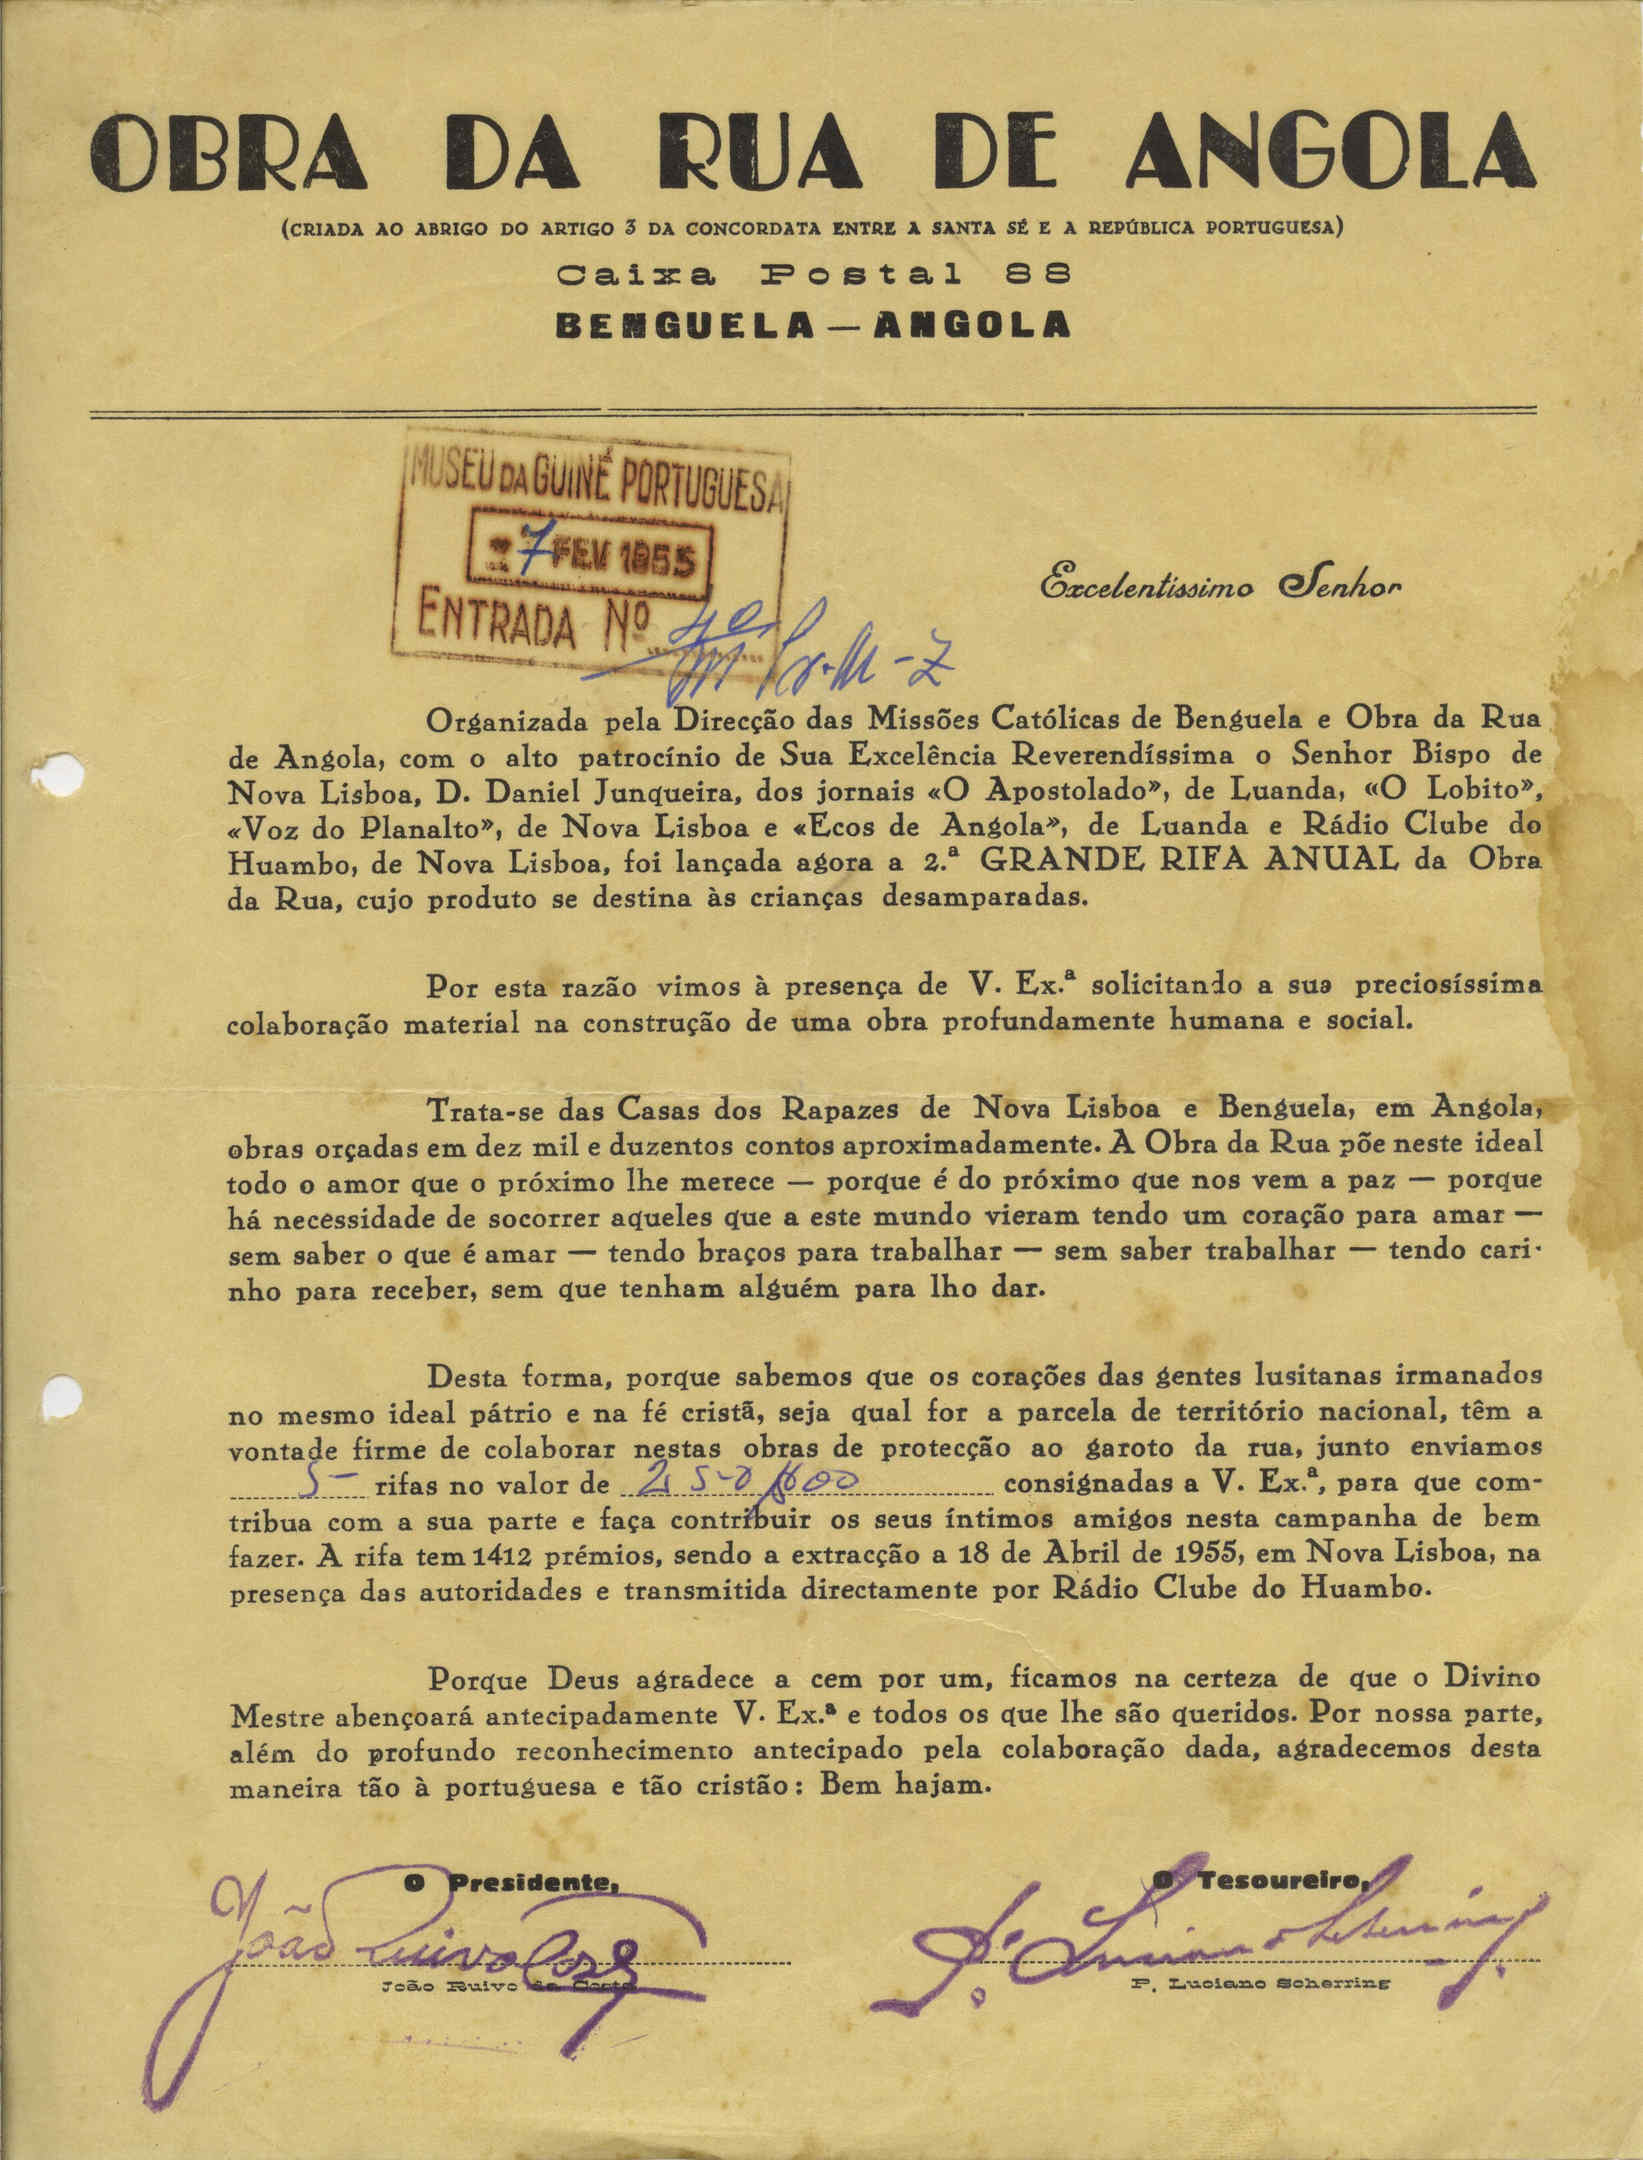 OBRA DA RUA DE ANGOLA
(CRIADA AO ABRIGO DO ARTIGO 3 DA CONCORDATA ENTRE A SANTA SÉ E A REPÚBLICA PORTUGUESA)
Caixa Postal 88
BENGUELA — ANGOLA
MUSEU DA GUINÉ PORTUGUESA
7 FEV 1955
ENTRADA Nº
Excelentíssimo Senhor
Organizada pela Direcção das Missões Católicas de Benguela e Obra da Rua
de Angola, com o alto patrocínio de Sua Excelência Reverendíssima o Senhor Bispo de
Nova Lisboa, D. Daniel Junqueira, dos jornais «O Apostolado», de Luanda, «O Lobito»,
«Voz do Planalto», de Nova Lisboa e «Ecos de Angola», de Luanda e Rádio Clube do
Huambo, de Nova Lisboa, foi lançada agora a 2.ª GRANDE RIFA ANUAL da Obra
da Rua, cujo produto se destina às crianças desamparadas.
Por esta razão vimos à presença de V. Ex.ª solicitando a sua preciosíssima
colaboração material na construção de uma obra profundamente humana e social.
Trata-se das Casas dos Rapazes de Nova Lisboa e Benguela, em Angola,
obras orçadas em dez mil e duzentos contos aproximadamente. A Obra da Rua põe neste ideal
todo o amor que o próximo lhe merece — porque é do próximo que nos vem a paz — porque
há necessidade de socorrer aqueles que a este mundo vieram tendo um coração para amar —
sem saber o que é amar — tendo braços para trabalhar — sem saber trabalhar — tendo cari-
nho para receber, sem que tenham alguém para lho dar.
Desta forma, porque sabemos que os corações das gentes lusitanas irmanados
no mesmo ideal pátrio e na fé cristã, seja qual for a parcela de território nacional, têm a
vontade firme de colaborar nestas obras de protecção ao garoto da rua, junto enviamos
5- rifas no valor de 250$00 consignadas a V. Ex.ª, para que com-
tribua com a sua parte e faça contribuir os seus íntimos amigos nesta campanha de bem
fazer. A rifa tem 1412 prémios, sendo a extracção a 18 de Abril de 1955, em Nova Lisboa, na
presença das autoridades e transmitida directamente por Rádio Clube do Huambo.
Porque Deus agradece a cem por um, ficamos na certeza de que o Divino
Mestre abençoará antecipadamente V. Ex.ª e todos os que lhe são queridos. Por nossa parte,
além do profundo reconhecimento antecipado pela colaboração dada, agradecemos desta
maneira tão à portuguesa e tão cristão: Bem hajam.
O Presidente, O Tesoureiro,
João Ruivo da Costa P. Luciano Scherring